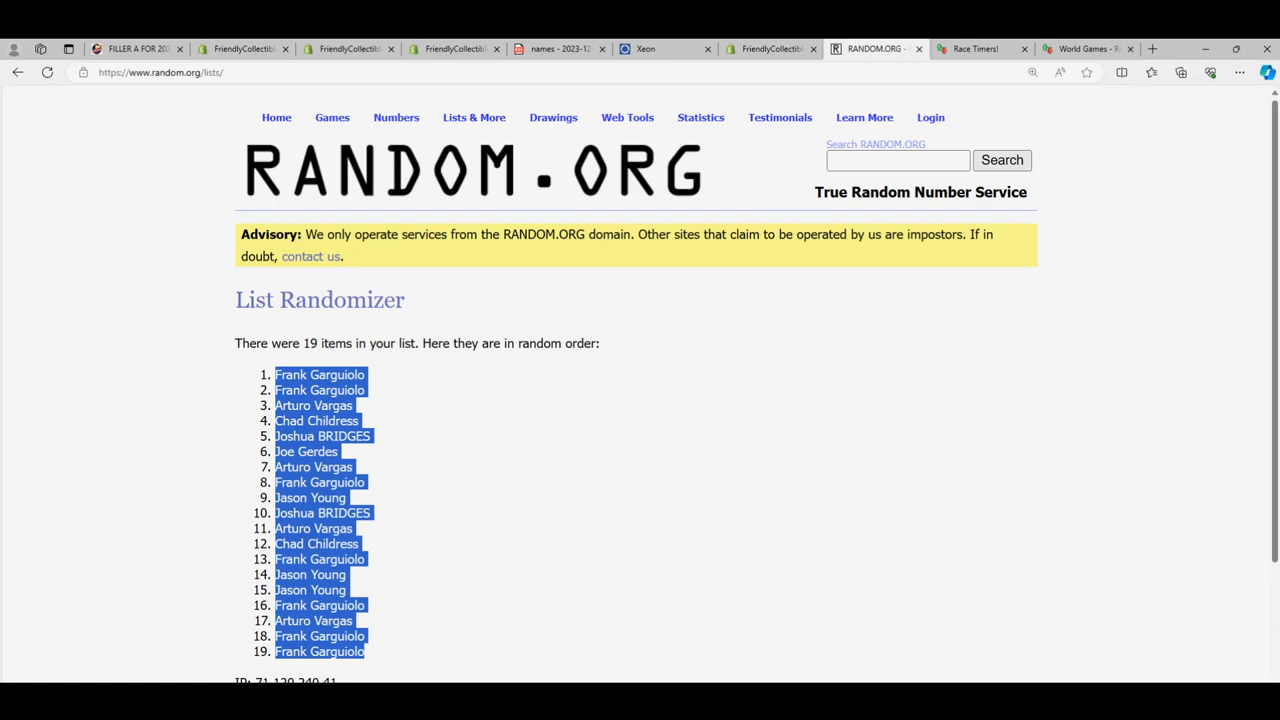 FILLER A FOR 202
FriendlyCollectibl
FriendlyCollectibl
FriendlyCollectibl
names - 2023-12-
Xeon
FriendlyCollectibl
RANDOM.ORG -
Race Timers!
World Games - R
https://www.random.org/lists/
Home Games Numbers Lists & More Drawings Web Tools Statistics Testimonials Learn More Login
RANDOM.ORG
Search RANDOM.ORG
Search
True Random Number Service
Advisory: We only operate services from the RANDOM.ORG domain. Other sites that claim to be operated by us are impostors. If in
doubt, contact us.
List Randomizer
There were 19 items in your list. Here they are in random order:
1. Frank Garguiolo
2. Frank Garguiolo
3. Arturo Vargas
4. Chad Childress
5. Joshua BRIDGES
6. Joe Gerdes
7. Arturo Vargas
8. Frank Garguiolo
9. Jason Young
10. Joshua BRIDGES
11. Arturo Vargas
12. Chad Childress
13. Frank Garguiolo
14. Jason Young
15. Jason Young
16. Frank Garguiolo
17. Arturo Vargas
18. Frank Garguiolo
19. Frank Garguiolo